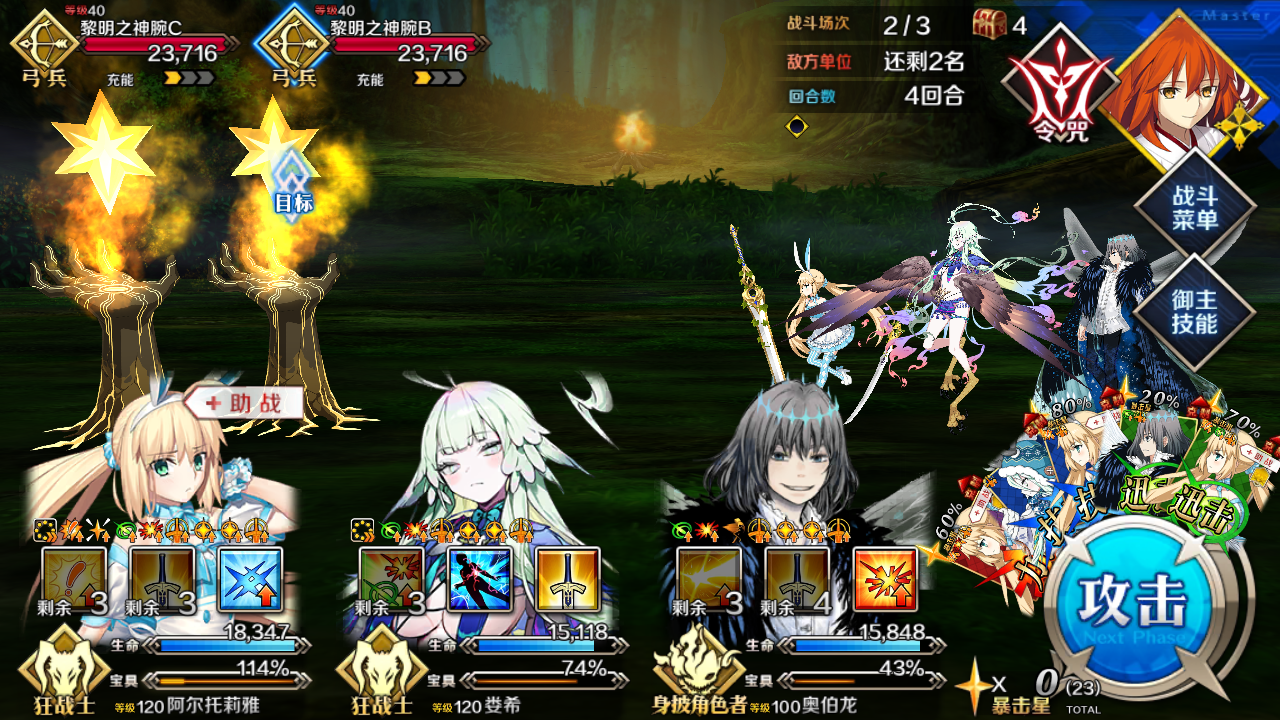 等级40
黎明之神腕C
23,716
弓兵
充能
等级40
黎明之神腕B
23,716
弓兵
充能
目标
战斗场次 2/3
4
敌方单位 还剩2名
回合数 4回合
Master
令咒
战斗
菜单
御主
技能
+助战
剩余3
剩余3
剩余3
剩余3
剩余4
生命 18,347
宝具 114%
狂战士 等级120 阿尔托莉雅
生命 15,118
宝具 74%
狂战士 等级120 娄希
生命 15,848
宝具 43%
身披角色者 等级100 奥伯龙
60%
80%
20%
70%
+助战
技
技
迅击
迅击
攻击
Next Phase
X 0 (23)
暴击星 TOTAL